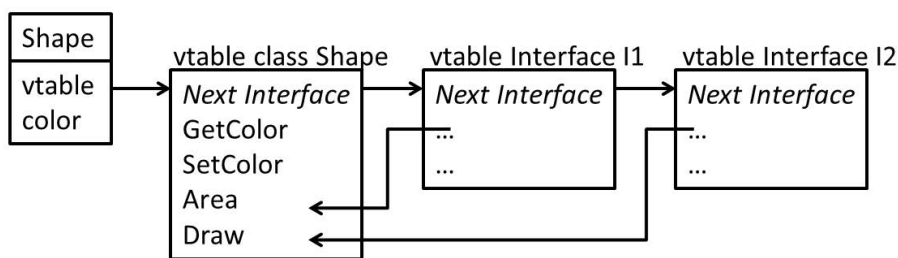 Shape
vtable
color
vtable class Shape
Next Interface
GetColor
SetColor
Area
Draw
vtable Interface I1
Next Interface
...
...
vtable Interface I2
Next Interface
...
...